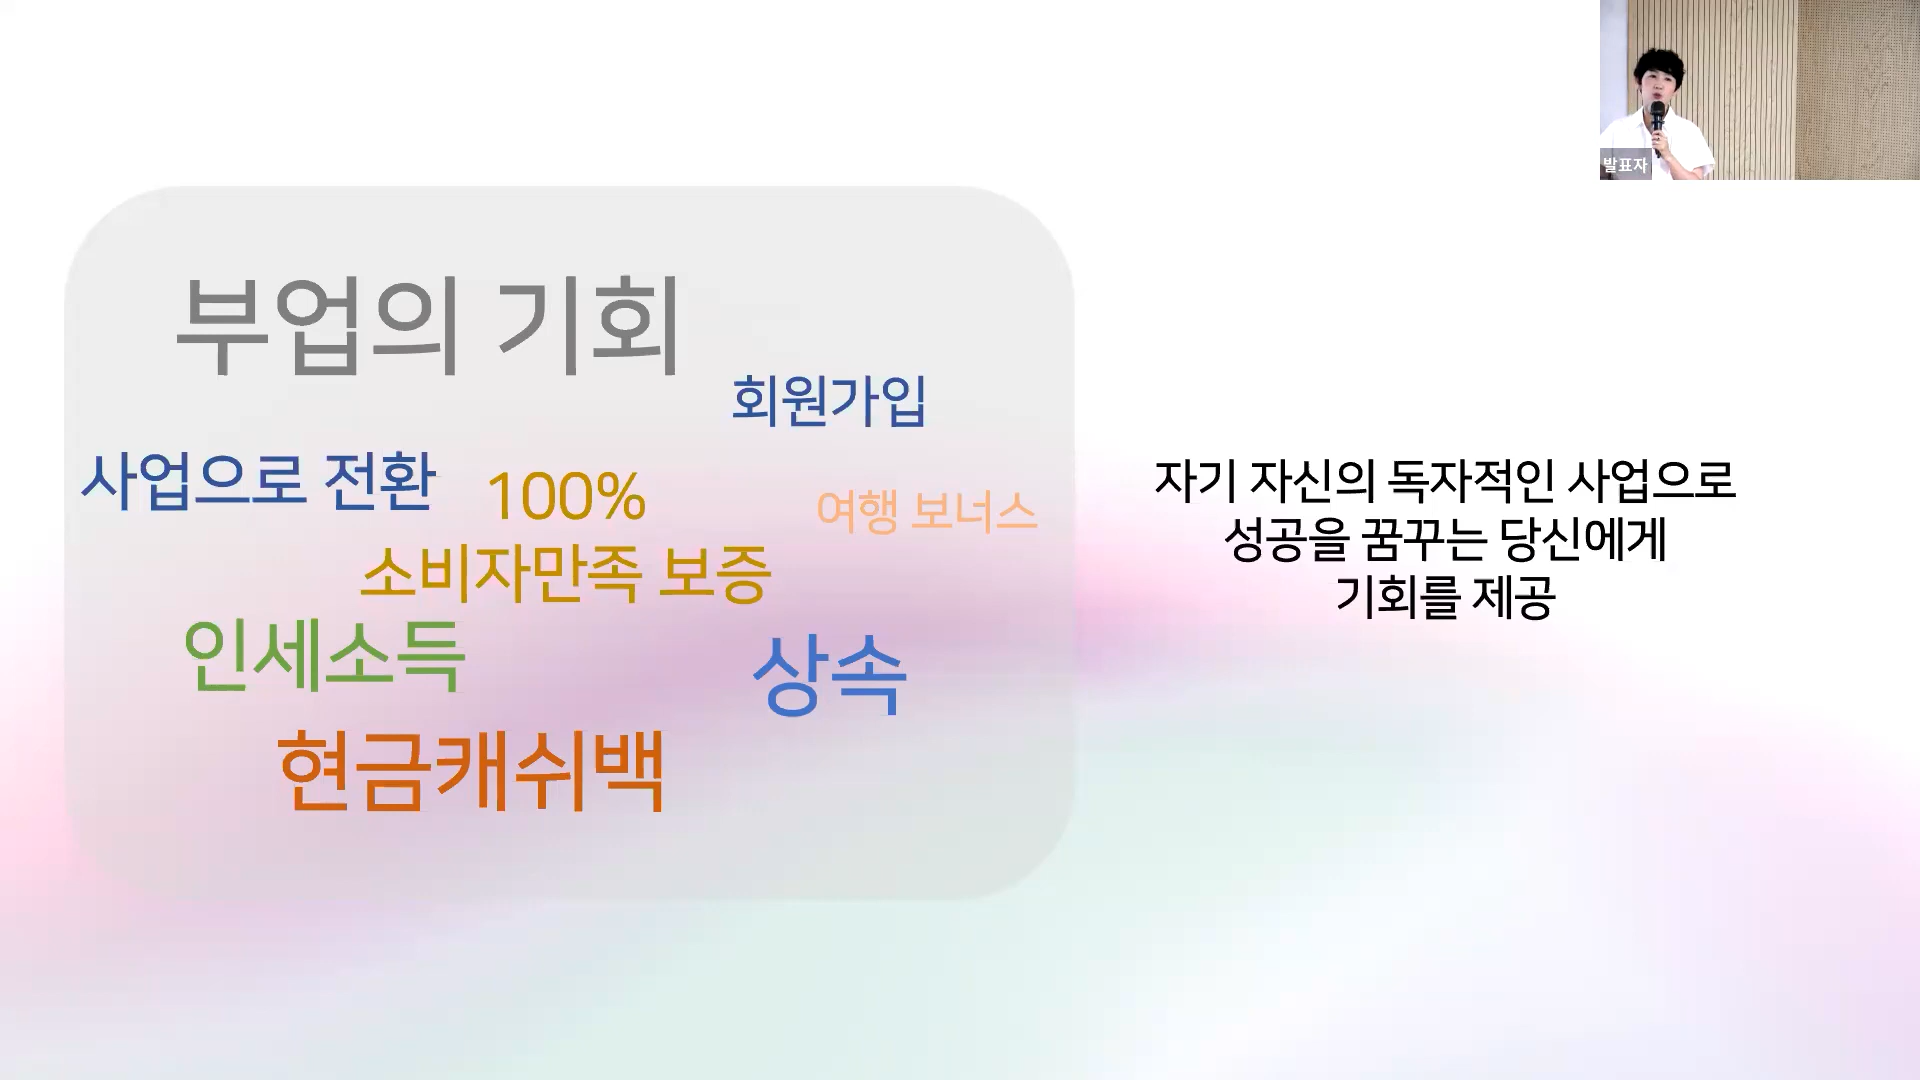 발표자
부업의 기회
회원가입
사업으로 전환
100%
여행 보너스
소비자만족 보증
인세소득
상속
현금캐쉬백
자기 자신의 독자적인 사업으로
성공을 꿈꾸는 당신에게
기회를 제공